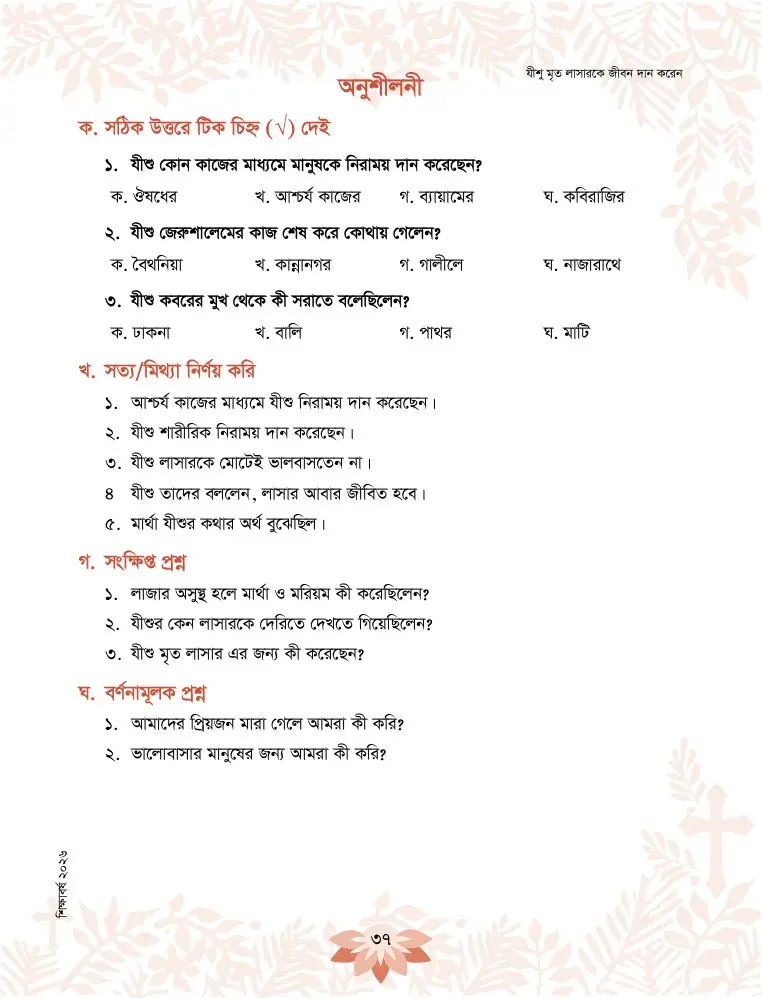 যীশু মৃত লাসারকে জীবন দান করেন
অনুশীলনী
ক. সঠিক উত্তরে টিক চিহ্ন (√) দেই
১. যীশু কোন কাজের মাধ্যমে মানুষকে নিরাময় দান করেছেন?
ক. ঔষধের খ. আশ্চর্য কাজের গ. ব্যায়ামের ঘ. কবিরাজির
২. যীশু জেরুশালেমের কাজ শেষ করে কোথায় গেলেন?
ক. বৈথনিয়া খ. কান্নানগর গ. গালীলে ঘ. নাজারাথে
৩. যীশু কবরের মুখ থেকে কী সরাতে বলেছিলেন?
ক. ঢাকনা খ. বালি গ. পাথর ঘ. মাটি
খ. সত্য/মিথ্যা নির্ণয় করি
১. আশ্চর্য কাজের মাধ্যমে যীশু নিরাময় দান করেছেন।
২. যীশু শারীরিক নিরাময় দান করেছেন।
৩. যীশু লাসারকে মোটেই ভালবাসতেন না।
৪ যীশু তাদের বললেন, লাসার আবার জীবিত হবে।
৫. মার্থা যীশুর কথার অর্থ বুঝেছিল।
গ. সংক্ষিপ্ত প্রশ্ন
১. লাজার অসুস্থ হলে মার্থা ও মরিয়ম কী করেছিলেন?
২. যীশুর কেন লাসারকে দেরিতে দেখতে গিয়েছিলেন?
৩. যীশু মৃত লাসার এর জন্য কী করেছেন?
ঘ. বর্ণনামূলক প্রশ্ন
১. আমাদের প্রিয়জন মারা গেলে আমরা কী করি?
২. ভালোবাসার মানুষের জন্য আমরা কী করি?
শিক্ষাবর্ষ ২০২৬
৩৭